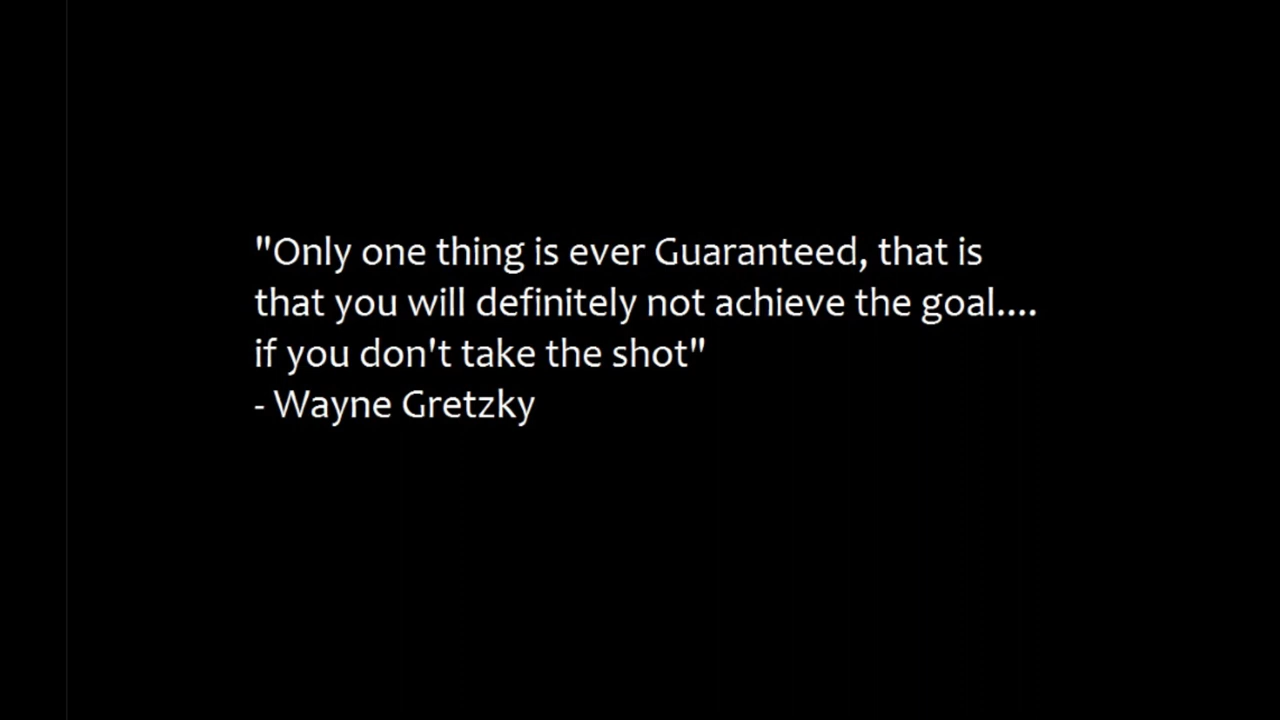 "Only one thing is ever Guaranteed, that is
that you will definitely not achieve the goal....
if you don't take the shot"
- Wayne Gretzky